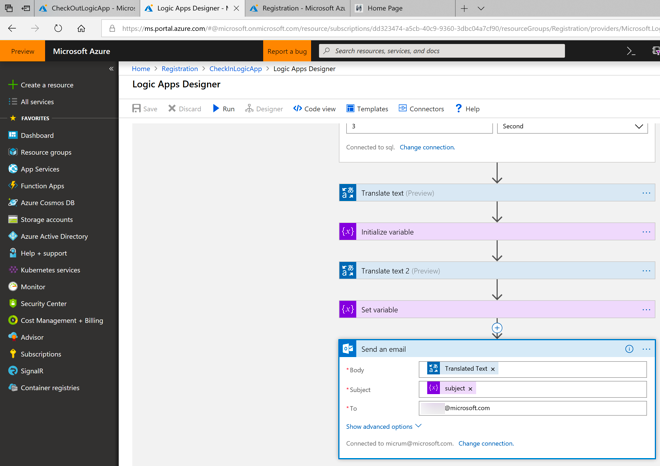 CheckOutLogicApp - Micros
Logic Apps Designer - M
Registration - Microsoft Az
Home Page
https://ms.portal.azure.com/#@microsoft.onmicrosoft.com/resource/subscriptions/dd323474-a5cb-40c9-9360-3dbc04a7cf90/resourceGroups/Registration/providers/Microsoft.Lo
Preview
Microsoft Azure
Report a bug
Search resources, services, and docs
Home > Registration > CheckInLogicApp > Logic Apps Designer
Logic Apps Designer
Save
Discard
Run
Designer
Code view
Templates
Connectors
Help
Create a resource
All services
FAVORITES
Dashboard
Resource groups
App Services
Function Apps
Azure Cosmos DB
Storage accounts
Azure Active Directory
Help + support
Kubernetes services
Monitor
Security Center
Cost Management + Billing
Advisor
Subscriptions
SignalR
Container registries
3
Second
Connected to sql. Change connection.
Translate text (Preview)
Initialize variable
Translate text 2 (Preview)
Set variable
Send an email
* Body
Translated Text ×
* Subject
subject ×
* To
@microsoft.com
Show advanced options
Connected to micrum@microsoft.com. Change connection.